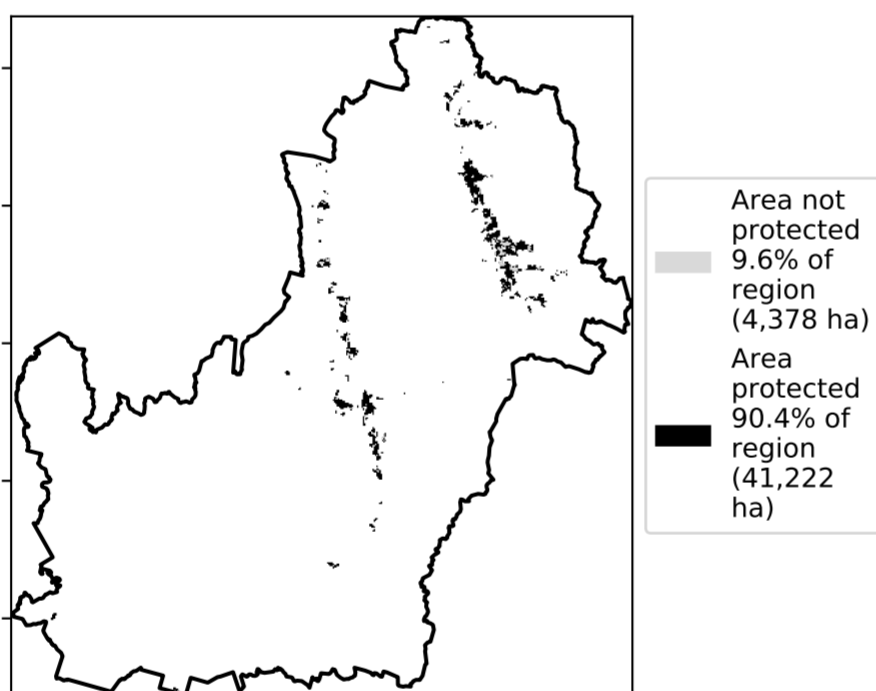 Area not
protected
9.6% of
region
(4,378 ha)
Area
protected
90.4% of
region
(41,222
ha)